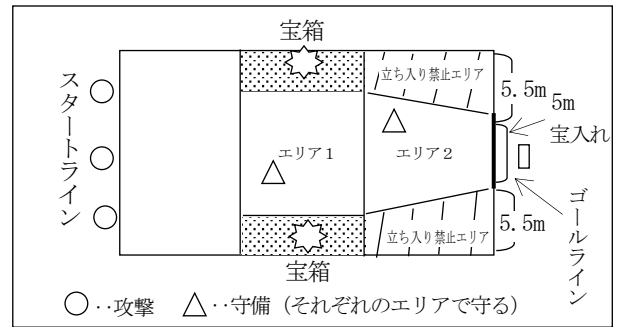 宝箱
スタートライン
立ち入り禁止エリア
5.5m
5m
宝入れ
エリア1
エリア2
立ち入り禁止エリア
5.5m
ゴールライン
宝箱
○‥攻撃 △‥守備(それぞれのエリアで守る)